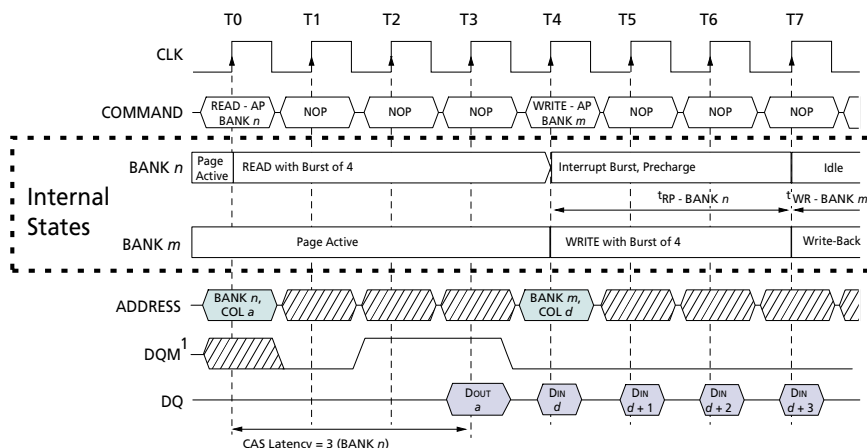 T0 T1 T2 T3 T4 T5 T6 T7
CLK
COMMAND READ - AP BANK n NOP NOP NOP WRITE - AP BANK m NOP NOP NOP
BANK n Page Active READ with Burst of 4 Interrupt Burst, Precharge Idle
Internal States
tRP - BANK n tWR - BANK m
BANK m Page Active WRITE with Burst of 4 Write-Back
ADDRESS BANK n, COL a BANK m, COL d
DQM1
DQ DOUT a DIN d DIN d + 1 DIN d + 2 DIN d + 3
CAS Latency = 3 (BANK n)